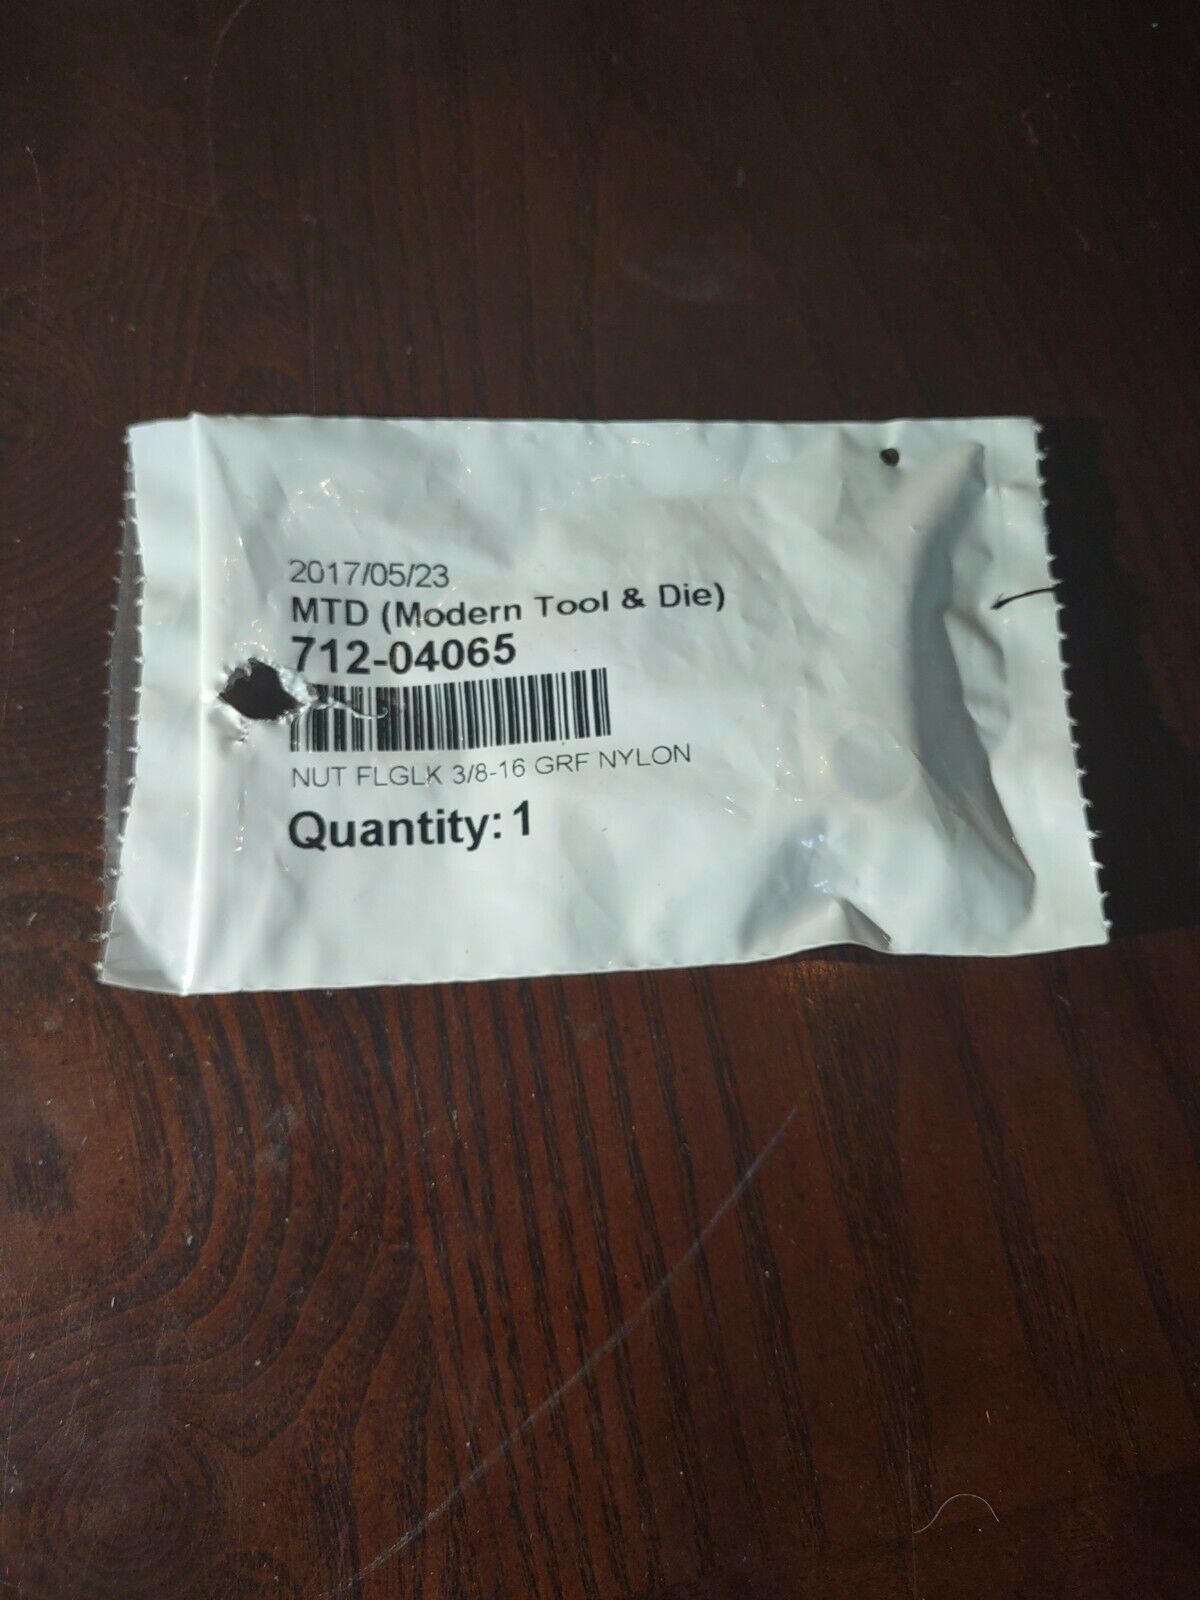 2017/05/23
MTD (Modern Tool & Die)
712-04065
NUT FLGLK 3/8-16 GRF NYLON
Quantity: 1